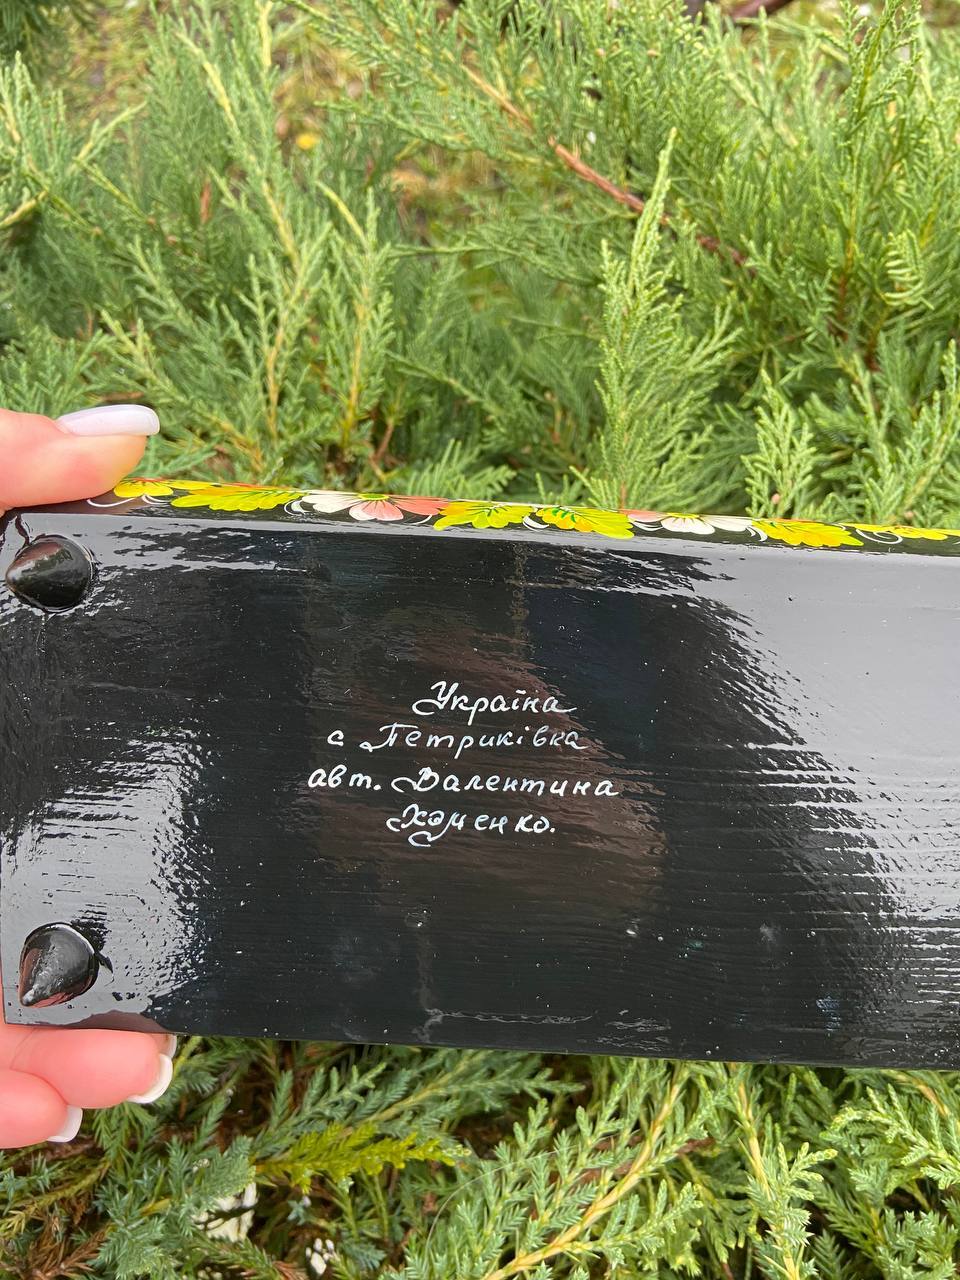 Україна
с Петриківка
авт. Валентина
Хоменко.